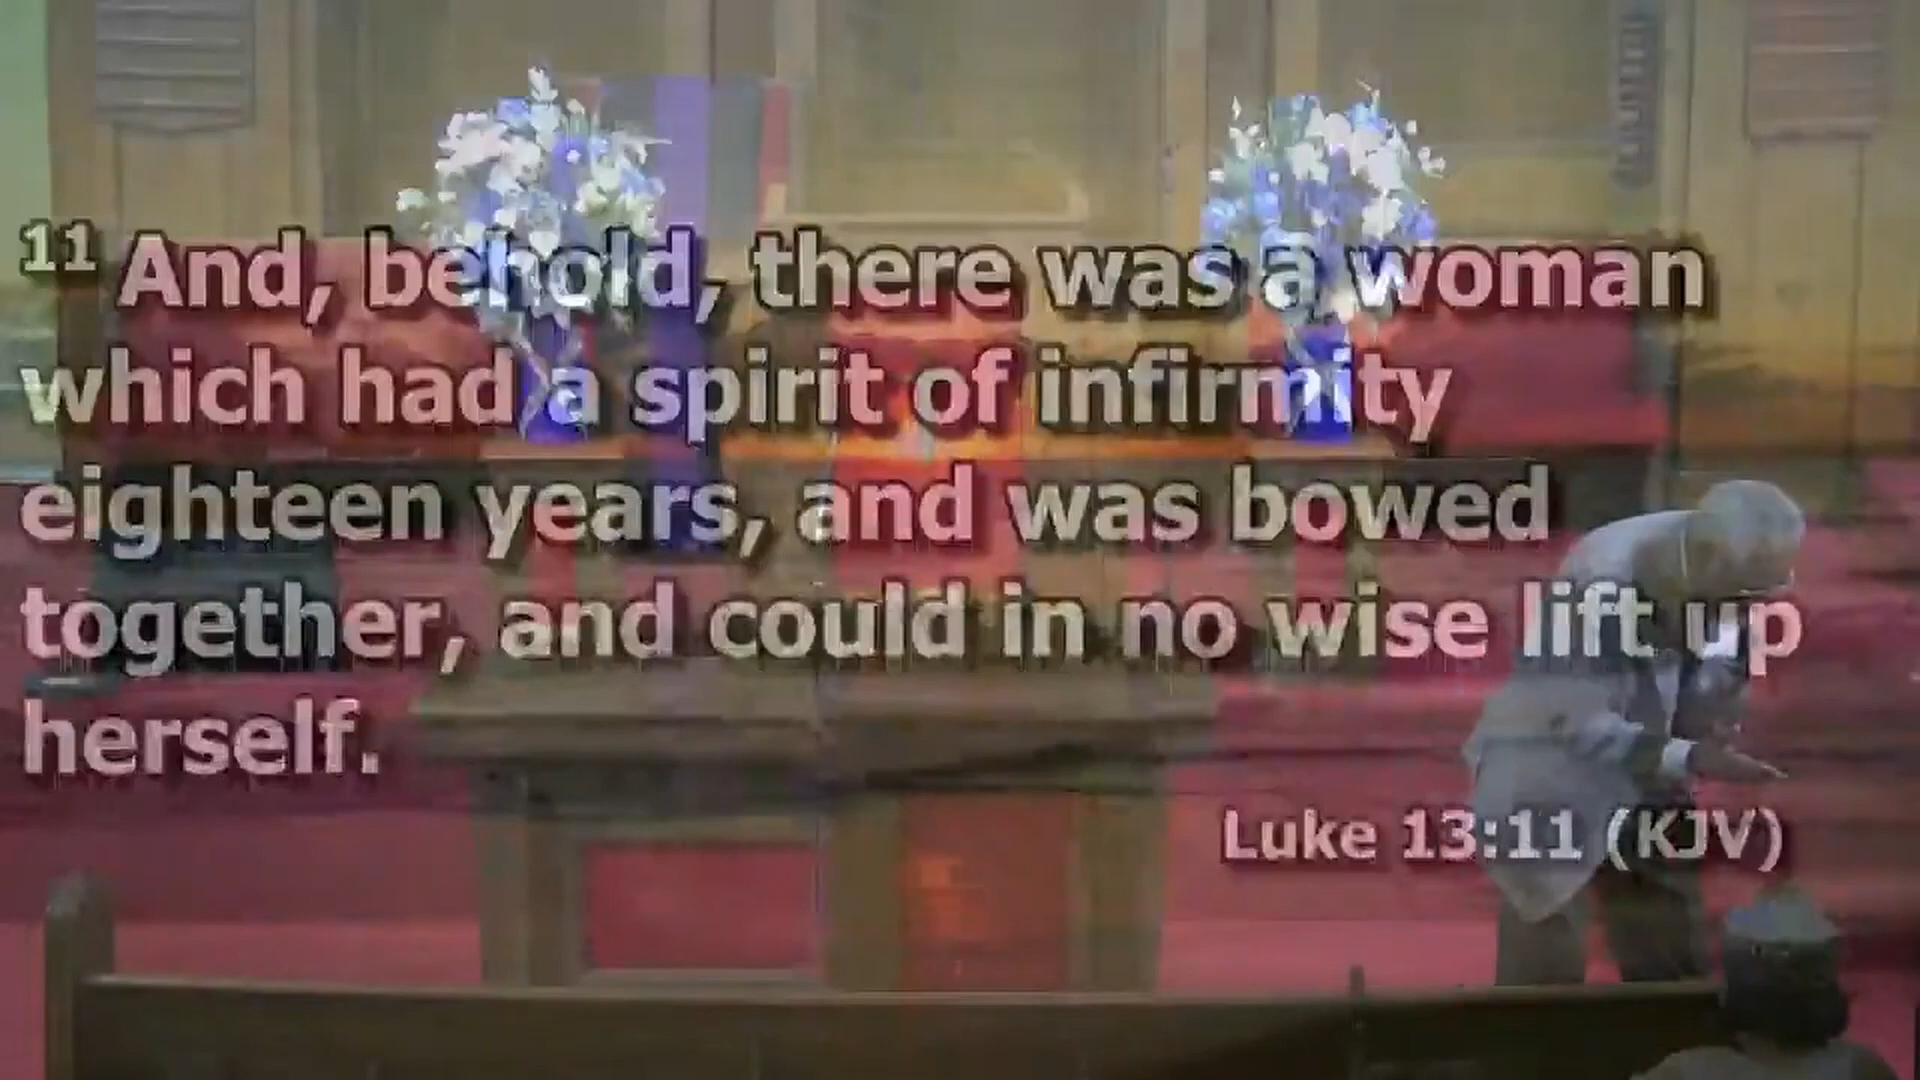 11 And, behold, there was a woman
which had a spirit of infirmity
eighteen years, and was bowed
together, and could in no wise lift up
herself.
Luke 13:11 (KJV)